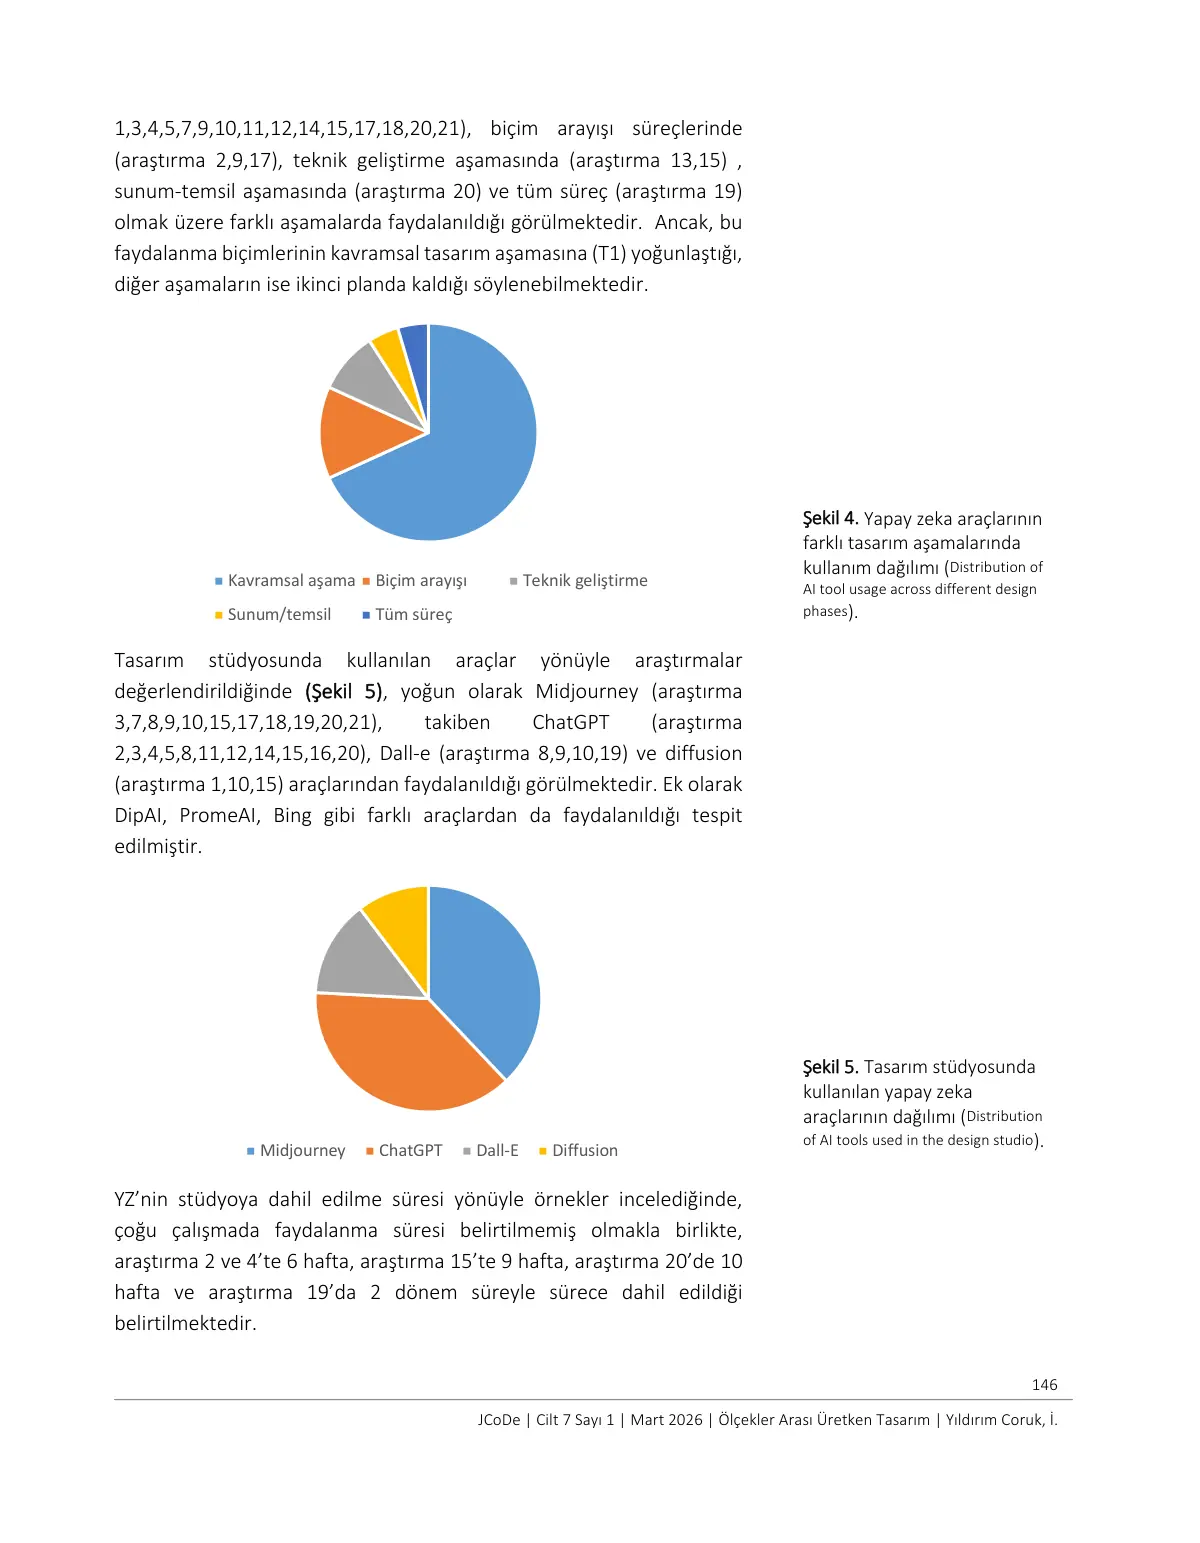 1,3,4,5,7,9,10,11,12,14,15,17,18,20,21), biçim arayışı süreçlerinde
(araştırma 2,9,17), teknik geliştirme aşamasında (araştırma 13,15) ,
sunum-temsil aşamasında (araştırma 20) ve tüm süreç (araştırma 19)
olmak üzere farklı aşamalarda faydalanıldığı görülmektedir.  Ancak, bu
faydalanma biçimlerinin kavramsal tasarım aşamasına (T1) yoğunlaştığı,
diğer aşamaların ise ikinci planda kaldığı söylenebilmektedir.
Kavramsal aşama Biçim arayışı Teknik geliştirme
Sunum/temsil Tüm süreç
Şekil 4. Yapay zeka araçlarının
farklı tasarım aşamalarında
kullanım dağılımı (Distribution of
AI tool usage across different design
phases).
Tasarım stüdyosunda kullanılan araçlar yönüyle araştırmalar
değerlendirildiğinde (Şekil 5), yoğun olarak Midjourney (araştırma
3,7,8,9,10,15,17,18,19,20,21), takiben ChatGPT (araştırma
2,3,4,5,8,11,12,14,15,16,20), Dall-e (araştırma 8,9,10,19) ve diffusion
(araştırma 1,10,15) araçlarından faydalanıldığı görülmektedir. Ek olarak
DipAI, PromeAI, Bing gibi farklı araçlardan da faydalanıldığı tespit
edilmiştir.
Midjourney ChatGPT Dall-E Diffusion
Şekil 5. Tasarım stüdyosunda
kullanılan yapay zeka
araçlarının dağılımı (Distribution
of AI tools used in the design studio).
YZ’nin stüdyoya dahil edilme süresi yönüyle örnekler incelediğinde,
çoğu çalışmada faydalanma süresi belirtilmemiş olmakla birlikte,
araştırma 2 ve 4’te 6 hafta, araştırma 15’te 9 hafta, araştırma 20’de 10
hafta ve araştırma 19’da 2 dönem süreyle sürece dahil edildiği
belirtilmektedir.
146
JCoDe | Cilt 7 Sayı 1 | Mart 2026 | Ölçekler Arası Üretken Tasarım | Yıldırım Coruk, İ.